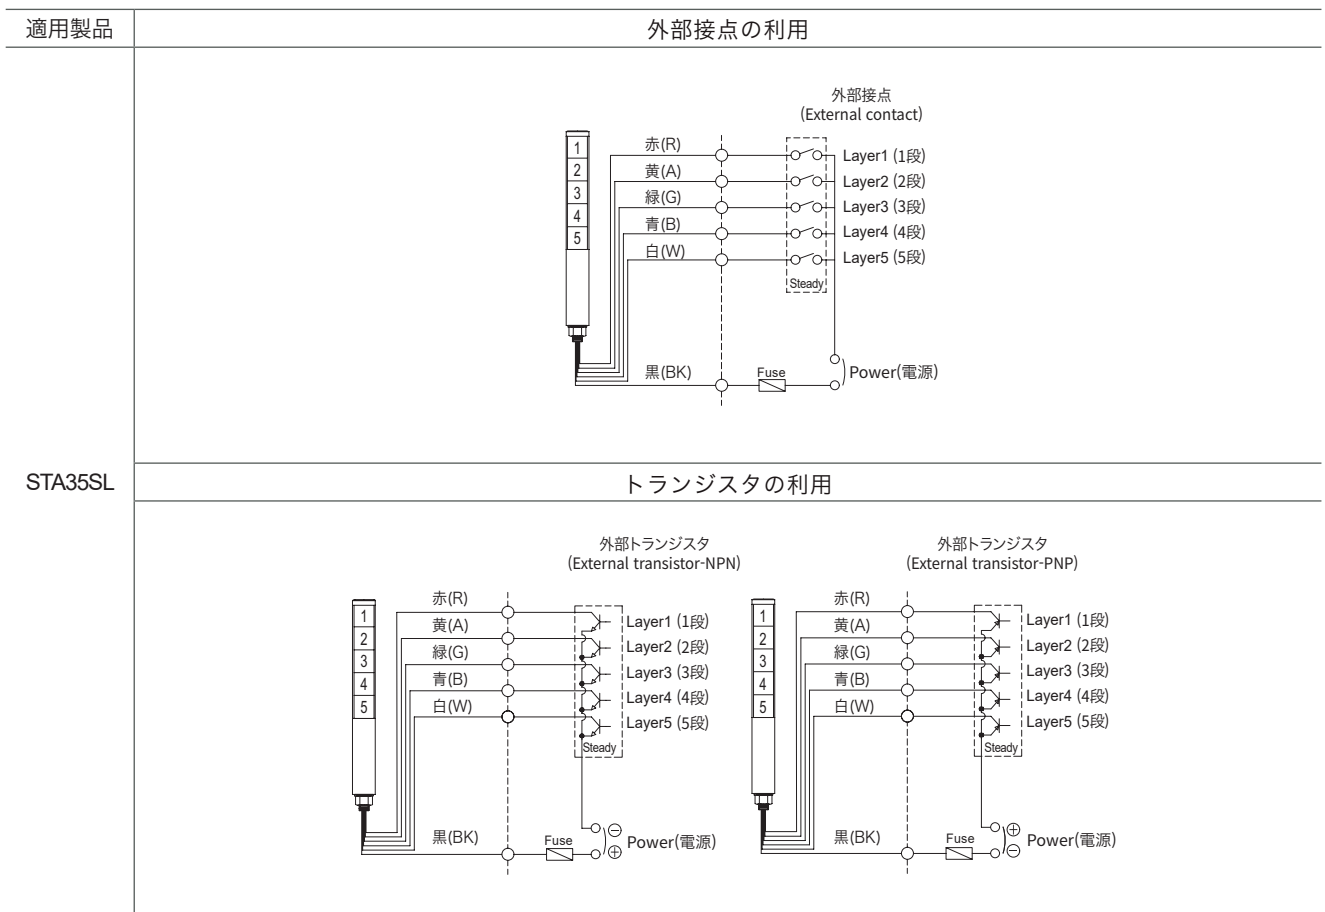 適用製品
外部接点の利用
外部接点
(External contact)
1
2
3
4
5
赤(R)
黄(A)
緑(G)
青(B)
白(W)
Layer1 (1段)
Layer2 (2段)
Layer3 (3段)
Layer4 (4段)
Layer5 (5段)
Steady
黒(BK)
Fuse
Power(電源)
STA35SL
トランジスタの利用
外部トランジスタ
(External transistor-NPN)
1
2
3
4
5
赤(R)
黄(A)
緑(G)
青(B)
白(W)
Layer1 (1段)
Layer2 (2段)
Layer3 (3段)
Layer4 (4段)
Layer5 (5段)
Steady
黒(BK)
Fuse
⊖
⊕
Power(電源)
外部トランジスタ
(External transistor-PNP)
1
2
3
4
5
赤(R)
黄(A)
緑(G)
青(B)
白(W)
Layer1 (1段)
Layer2 (2段)
Layer3 (3段)
Layer4 (4段)
Layer5 (5段)
Steady
黒(BK)
Fuse
⊕
⊖
Power(電源)